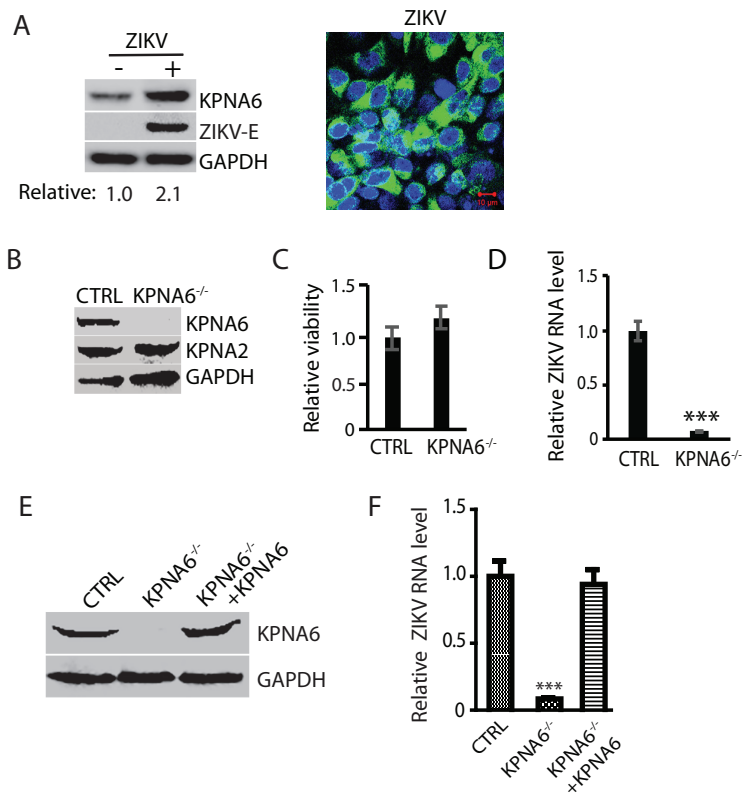 A
ZIKV
- +
KPNA6
ZIKV-E
GAPDH
Relative: 1.0 2.1
ZIKV
10 µm
B
CTRL KPNA6-/-
KPNA6
KPNA2
GAPDH
C
Relative viability
1.5
1.0
0.5
0
CTRL KPNA6-/-
D
Relative ZIKV RNA level
1.5
1.0
0.5
0
***
CTRL KPNA6-/-
E
CTRL
KPNA6-/-
KPNA6-/-
+KPNA6
KPNA6
GAPDH
F
Relative ZIKV RNA level
1.5
1.0
0.5
0
***
CTRL
KPNA6-/-
KPNA6-/-
+KPNA6